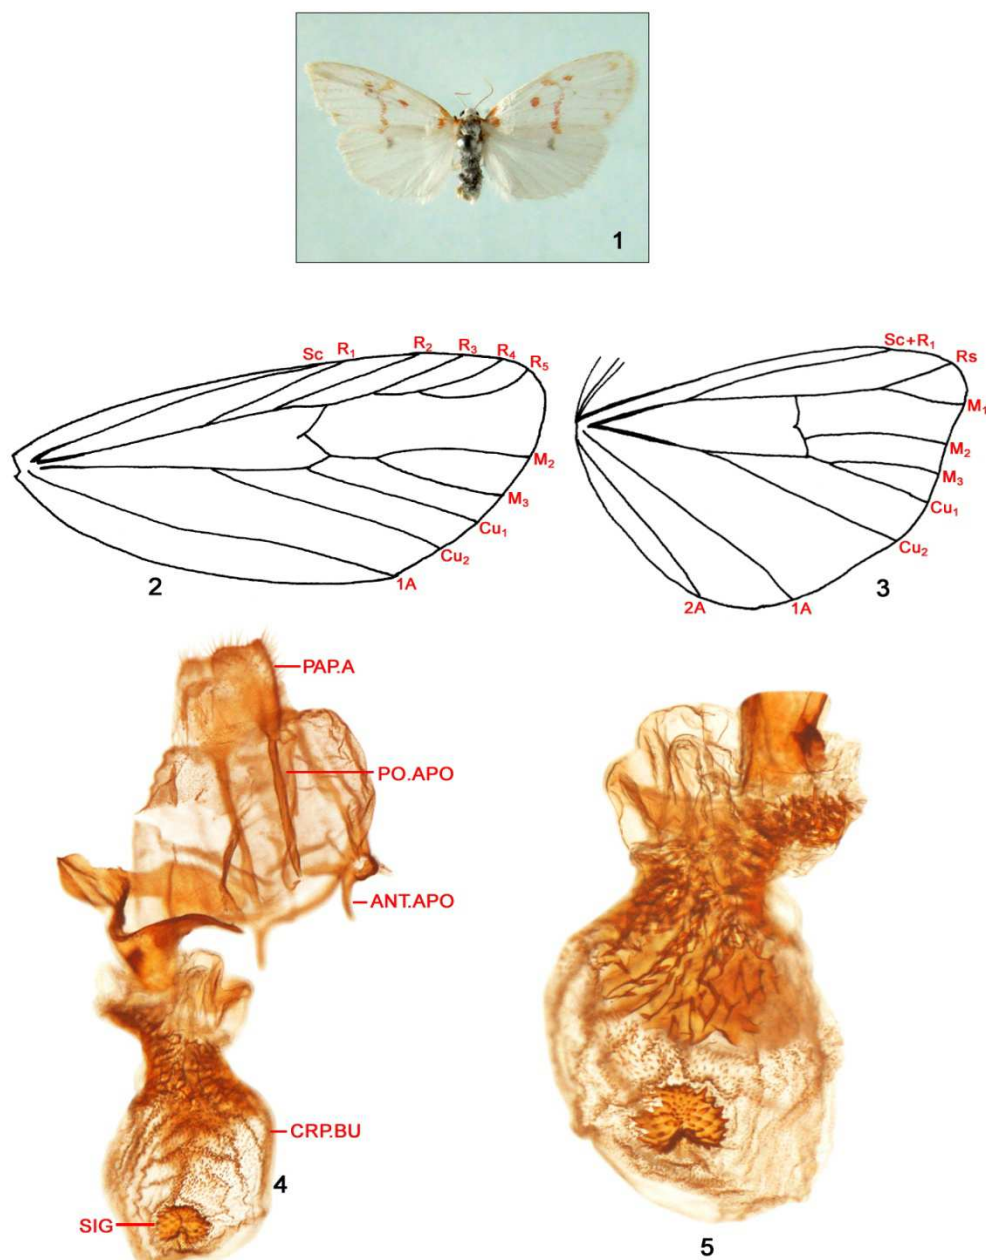 1
Sc R₁ R₂ R₃ R₄ R₅
M₂
M₃
Cu₁
Cu₂
1A
2
Sc+R₁
Rs
M₁
M₂
M₃
Cu₁
Cu₂
1A
2A
3
PAP.A
PO.APO
ANT.APO
CRP.BU
SIG
4
5